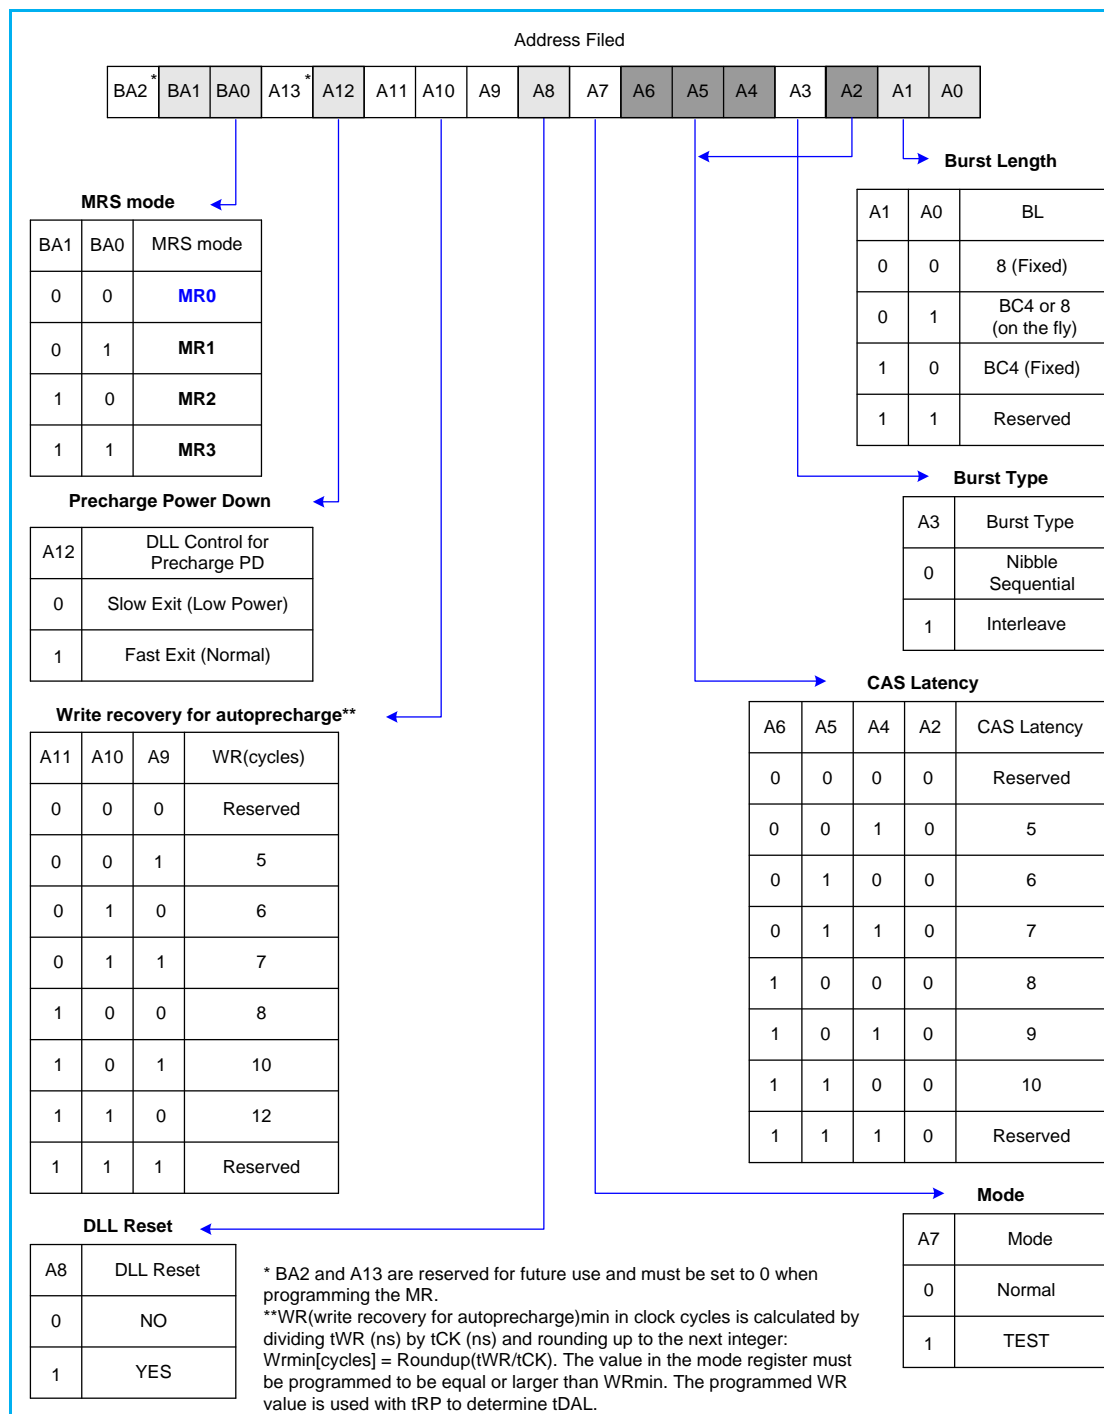 Address Filed
BA2* BA1 BA0 A13* A12 A11 A10 A9 A8 A7 A6 A5 A4 A3 A2 A1 A0
MRS mode
BA1 BA0 MRS mode
0 0 MR0
0 1 MR1
1 0 MR2
1 1 MR3
Precharge Power Down
A12 DLL Control for
Precharge PD
0 Slow Exit (Low Power)
1 Fast Exit (Normal)
Write recovery for autoprecharge**
A11 A10 A9 WR(cycles)
0 0 0 Reserved
0 0 1 5
0 1 0 6
0 1 1 7
1 0 0 8
1 0 1 10
1 1 0 12
1 1 1 Reserved
DLL Reset
A8 DLL Reset
0 NO
1 YES
Burst Length
A1 A0 BL
0 0 8 (Fixed)
0 1 BC4 or 8
(on the fly)
1 0 BC4 (Fixed)
1 1 Reserved
Burst Type
A3 Burst Type
0 Nibble
Sequential
1 Interleave
CAS Latency
A6 A5 A4 A2 CAS Latency
0 0 0 0 Reserved
0 0 1 0 5
0 1 0 0 6
0 1 1 0 7
1 0 0 0 8
1 0 1 0 9
1 1 0 0 10
1 1 1 0 Reserved
Mode
A7 Mode
0 Normal
1 TEST
* BA2 and A13 are reserved for future use and must be set to 0 when
programming the MR.
**WR(write recovery for autoprecharge)min in clock cycles is calculated by
dividing tWR (ns) by tCK (ns) and rounding up to the next integer:
Wrmin[cycles] = Roundup(tWR/tCK). The value in the mode register must
be programmed to be equal or larger than WRmin. The programmed WR
value is used with tRP to determine tDAL.